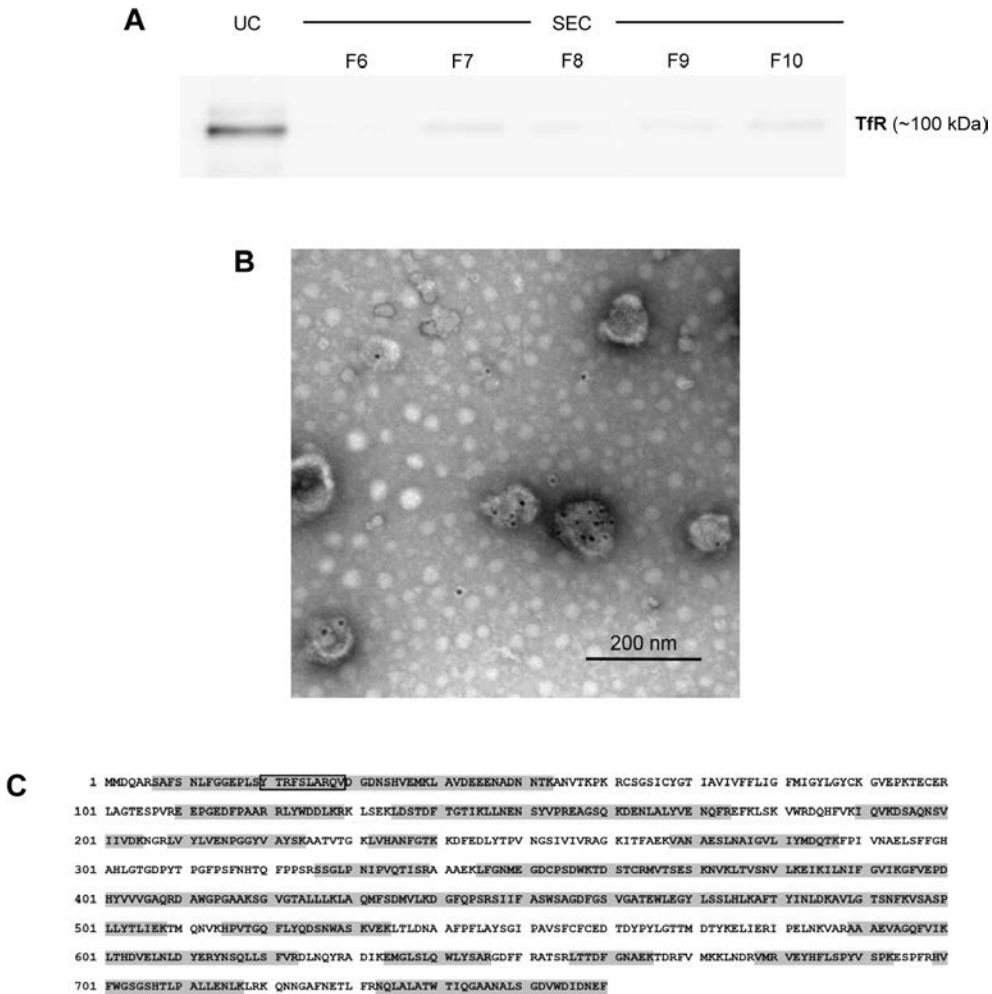 A
UC SEC
F6 F7 F8 F9 F10
TfR (~100 kDa)
B
200 nm
C
1 MMDQARSAFS NLFGGEPLSY TRFSLARQVD GDNSHVEMKL AVDEEENADN NTKANVTKPK RCSGSICYGT IAVIVFFLIG FMIGYLGYCK GVEPKTECER
101 LAGTESPVRE EPGEDFPAAR RLYWDDLKRK LSEKLDSTDF TGTIKLLNEN SYVPREAGSQ KDENLALYVE NQFREFKLSK VWRDQHFVKI QVKDSAQNSV
201 IIVDKNGRLV YLVENPGGYV AYSKAATVTG KLVHANFGTK KDFEDLYTPV NGSIVIVRAG KITFAEKVAN AESLNAIGVL IYMDQTKFPI VNAELSFFGH
301 AHLGTGDPYT PGFPSFNHTQ FPPSRSSGLP NIPVQTISRA AAEKLFGNME GDCPSDWKTD STCRMVTSES KNVKLTVSNV LKEIKILNIF GVIKGFVEPD
401 HYVVVGAQRD AWGPGAAKSG VGTALLLKLA QMFSDMVLKD GFQPSRSIIF ASWSAGDFGS VGATEWLEGY LSSLHLKAFT YINLDKAVLG TSNFKVSASP
501 LLYTLIEKTM QNVKHPVTGQ FLYQDSNWAS KVEKLTLDNA AFPFLAYSGI PAVSFCFCED TDYPYLGTTM DTYKELIERI PELNKVARAA AEVAGQFVIK
601 LTHDVELNLD YERYNSQLLS FVRDLNQYRA DIKEMGLSLQ WLYSARGDFF RATSRLTTDF GNAEKTDRFV MKKLNDRVMR VEYHFLSPYV SPKESPFRHV
701 FWGSGSHTLP ALLENLKLRK QNNGAFNETL FRNQLALATW TIQGAANALS GDVWDIDNEF